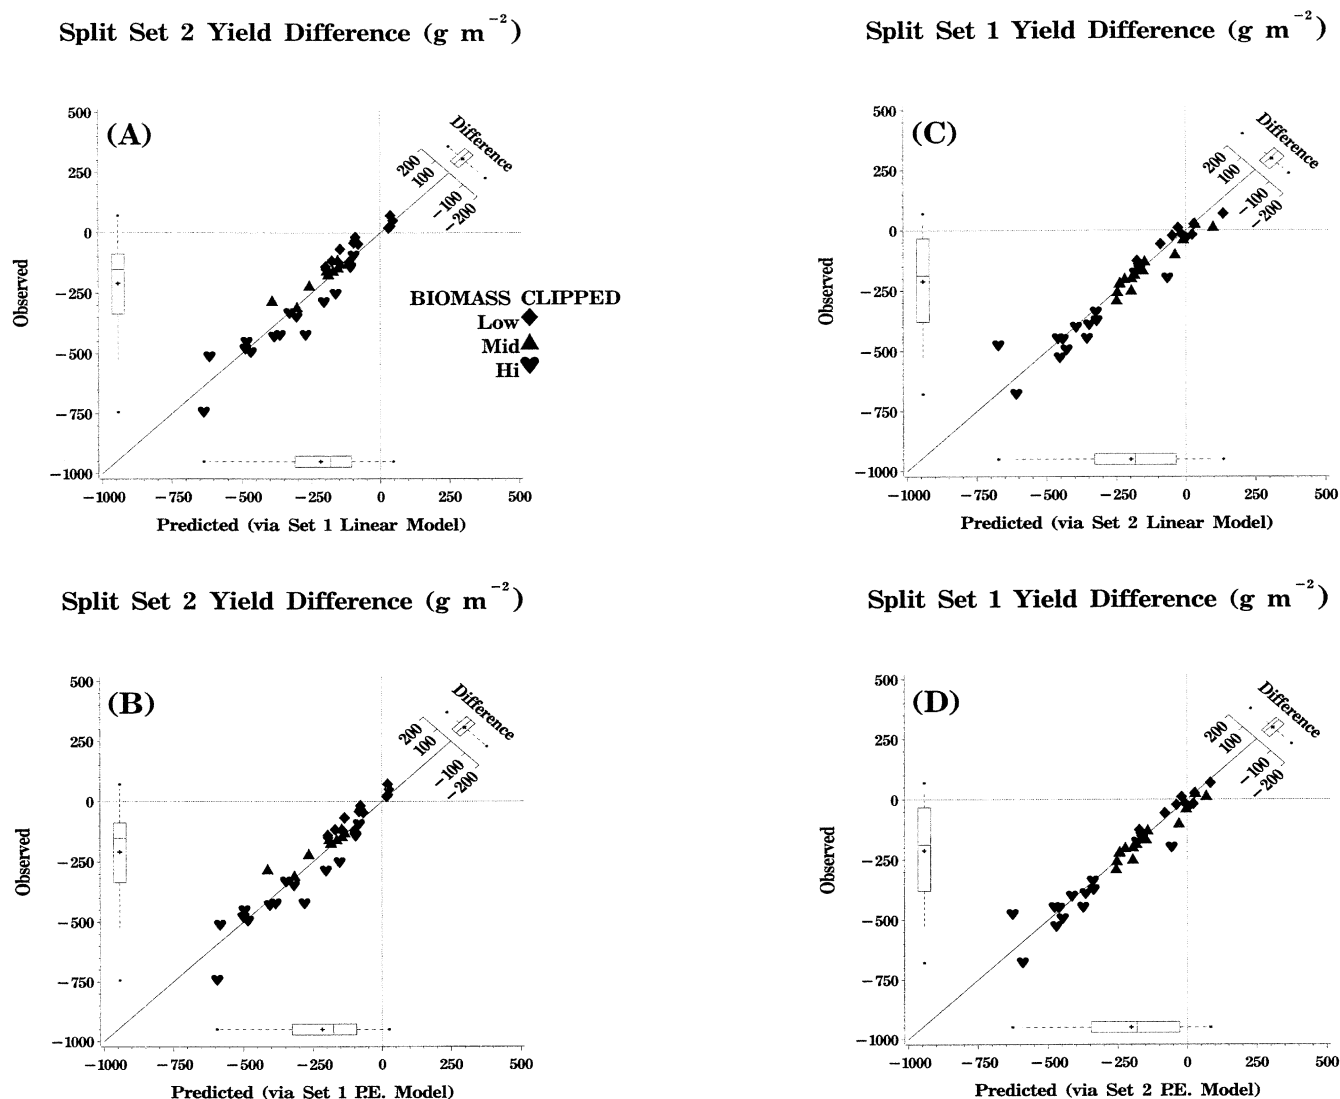 Split Set 2 Yield Difference (g m⁻²)
(A)
Difference
200
100
−100
−200
500
250
0
−250
−500
−750
−1000
Observed
BIOMASS CLIPPED
Low
Mid
Hi
−1000 −750 −500 −250 0 250 500
Predicted (via Set 1 Linear Model)
Split Set 1 Yield Difference (g m⁻²)
(C)
Difference
200
100
−100
−200
500
250
0
−250
−500
−750
−1000
Observed
−1000 −750 −500 −250 0 250 500
Predicted (via Set 2 Linear Model)
Split Set 2 Yield Difference (g m⁻²)
(B)
Difference
200
100
−100
−200
500
250
0
−250
−500
−750
−1000
Observed
−1000 −750 −500 −250 0 250 500
Predicted (via Set 1 P.E. Model)
Split Set 1 Yield Difference (g m⁻²)
(D)
Difference
200
100
−100
−200
500
250
0
−250
−500
−750
−1000
Observed
−1000 −750 −500 −250 0 250 500
Predicted (via Set 2 P.E. Model)